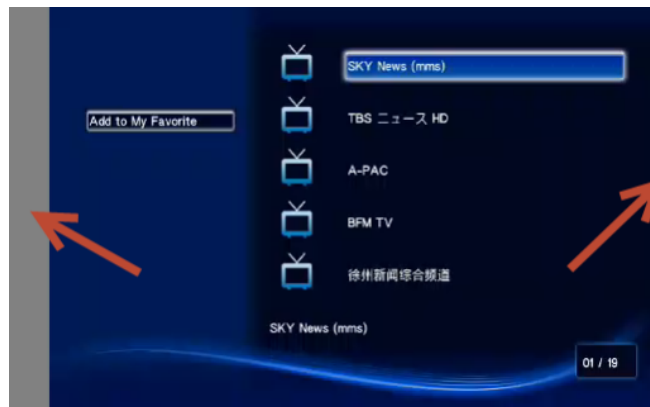 SKY News (mms)
Add to My Favorite
TBS ニュース HD
A-PAC
BFM TV
徐州新闻综合频道
SKY News (mms)
01 / 19